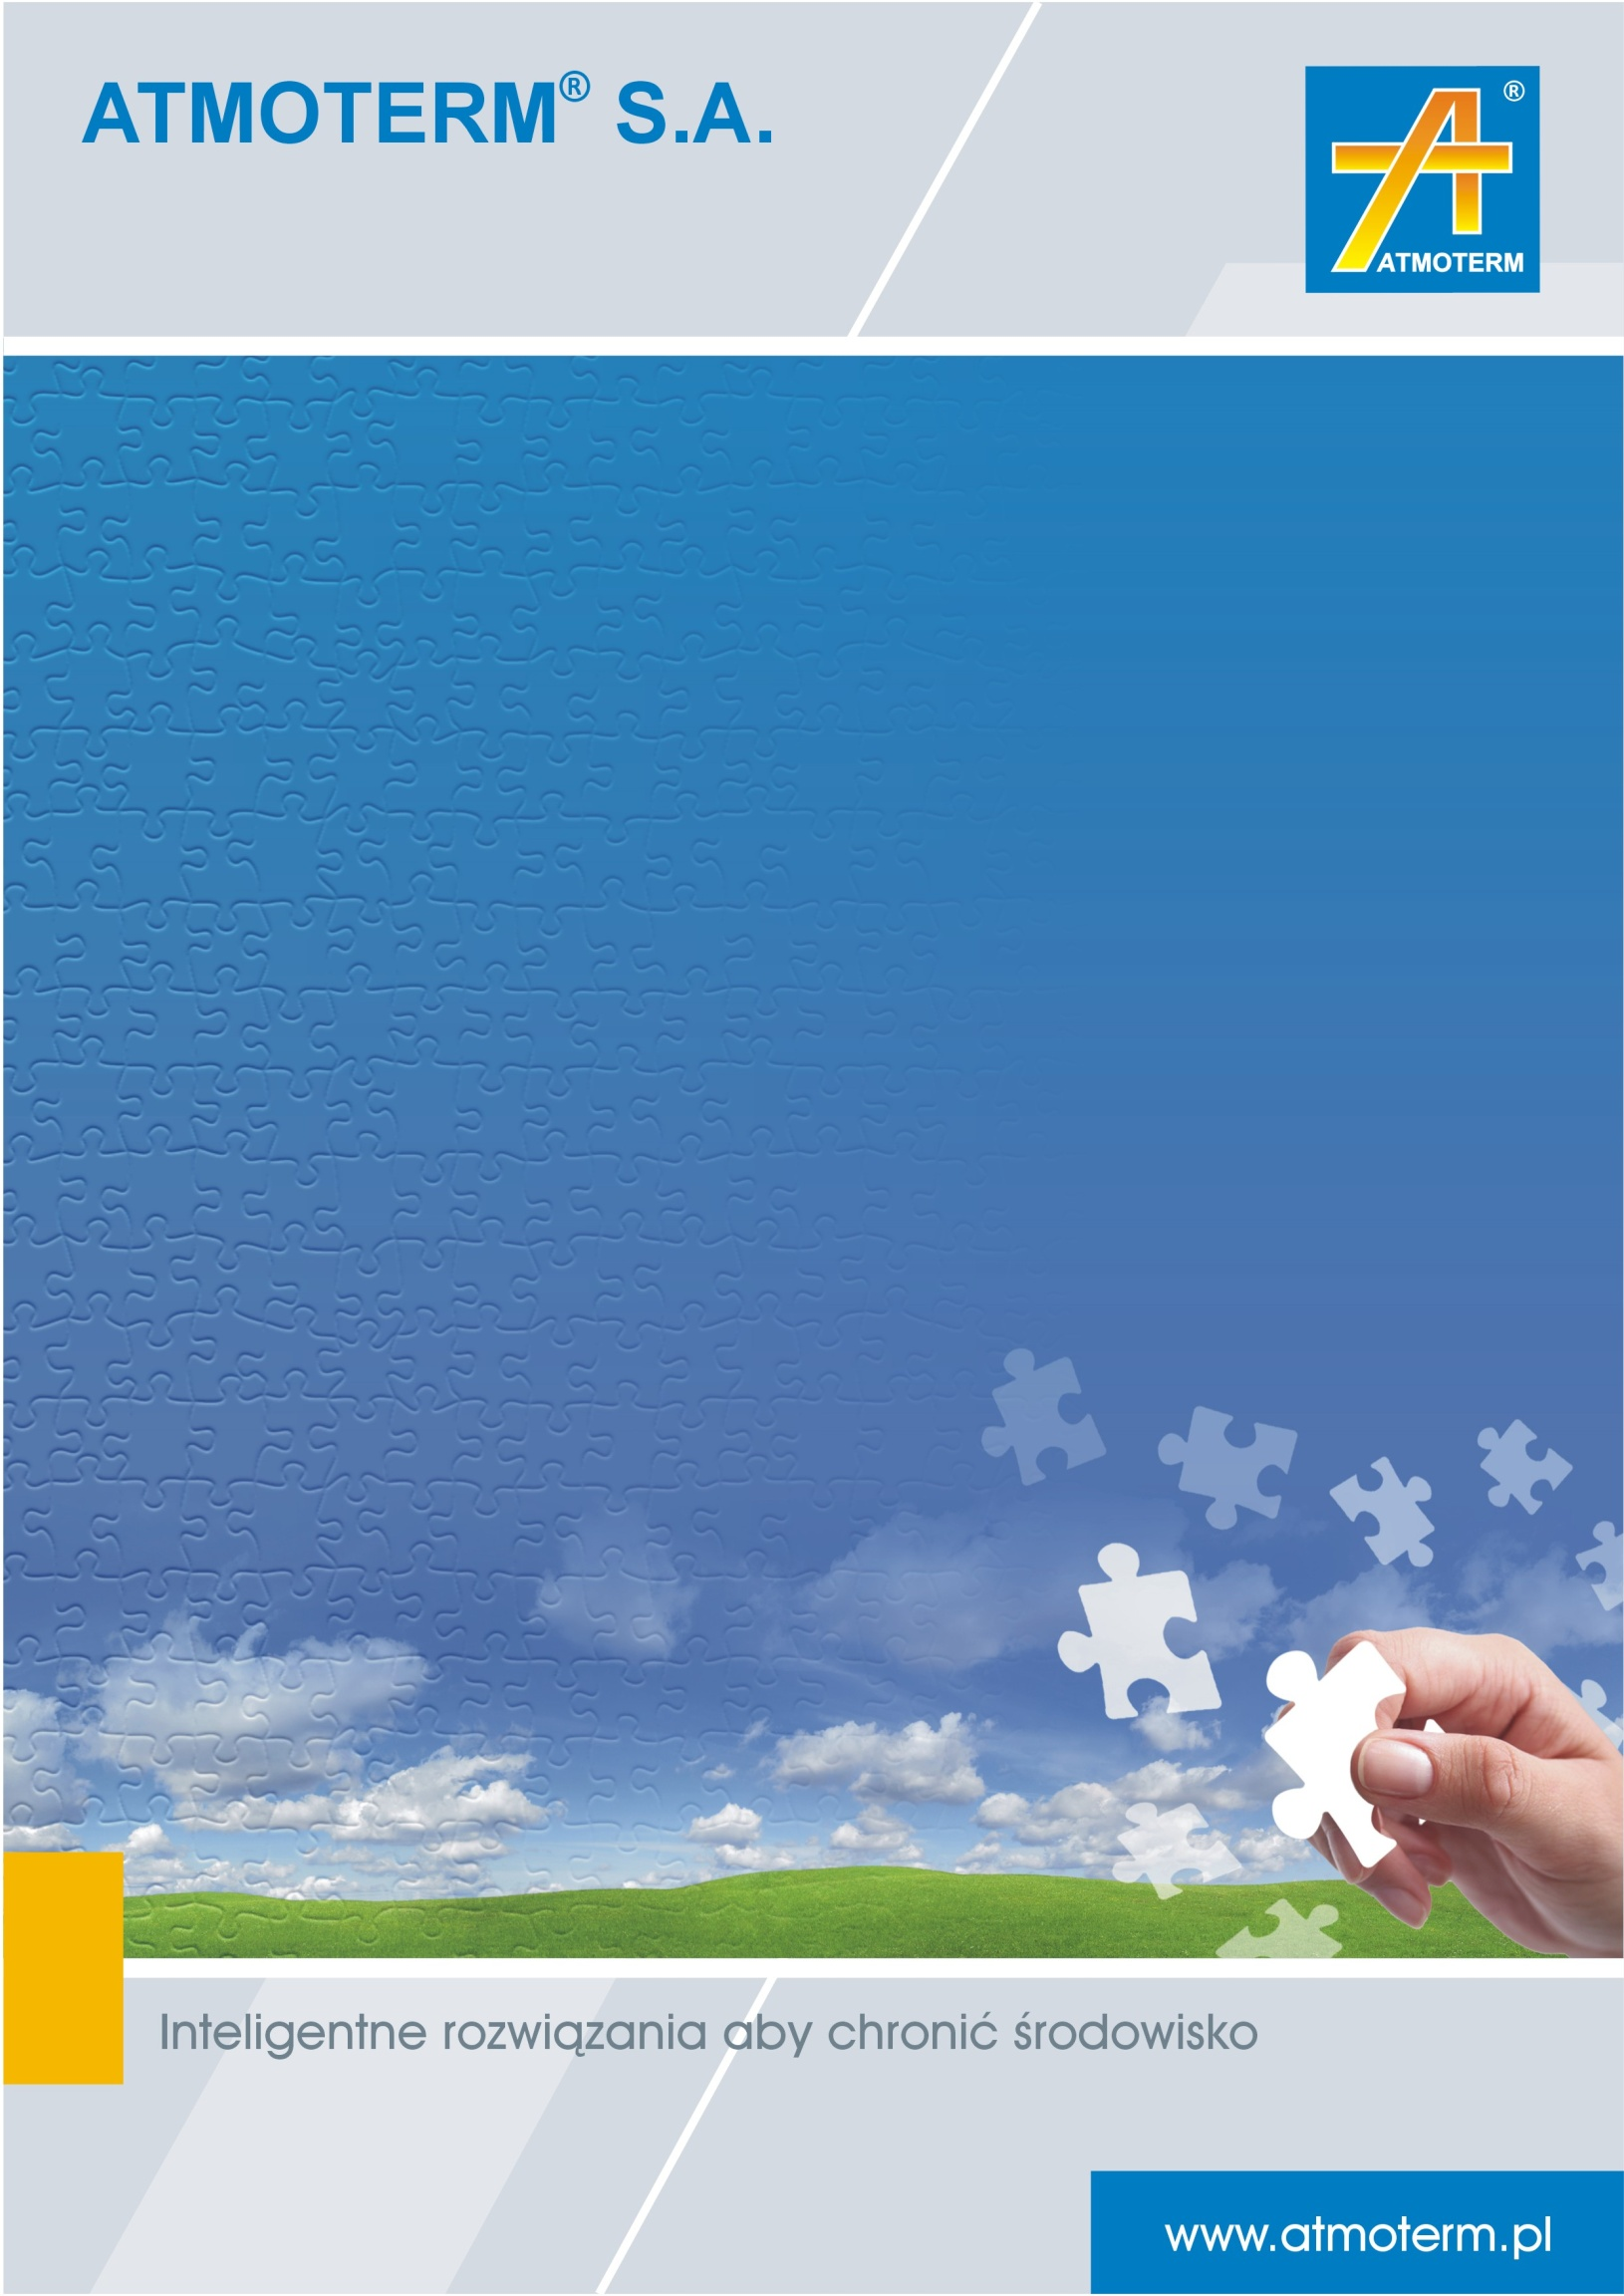 ATMOTERM® S.A.
®
ATMOTERM
Inteligentne rozwiązania aby chronić środowisko
www.atmoterm.pl